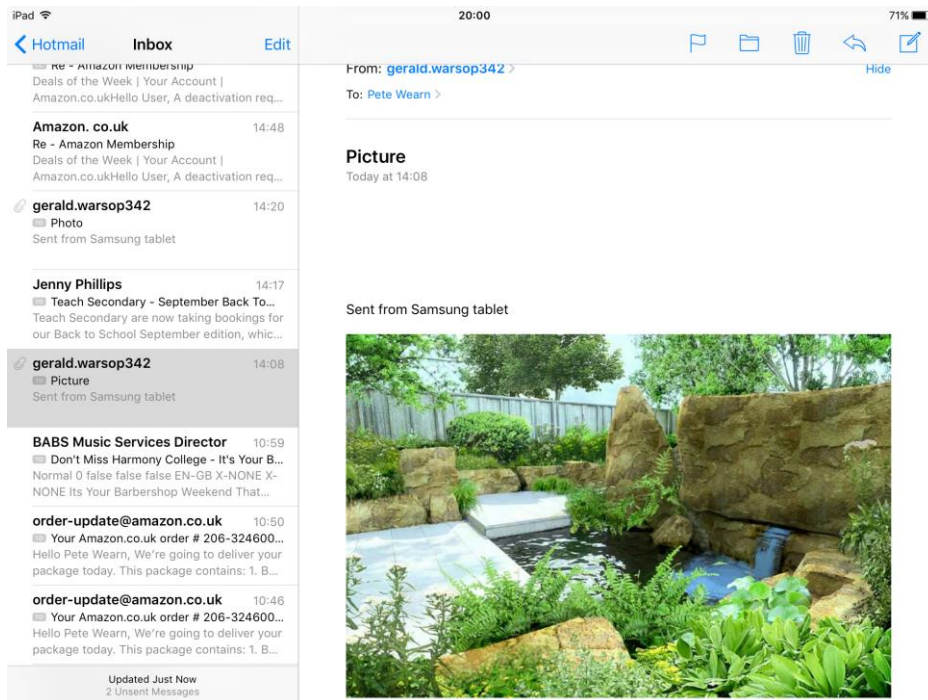 iPad 20:00 71%
Hotmail Inbox Edit
Re - Amazon Membership
Deals of the Week | Your Account |
Amazon.co.ukHello User, A deactivation req...
Amazon. co.uk 14:48
Re - Amazon Membership
Deals of the Week | Your Account |
Amazon.co.ukHello User, A deactivation req...
gerald.warsop342 14:20
TO Photo
Sent from Samsung tablet
Jenny Phillips 14:17
TO Teach Secondary - September Back To...
Teach Secondary are now taking bookings for
our Back to School September edition, whic...
gerald.warsop342 14:08
TO Picture
Sent from Samsung tablet
BABS Music Services Director 10:59
TO Don't Miss Harmony College - It's Your B...
Normal 0 false false false EN-GB X-NONE X-
NONE Its Your Barbershop Weekend That...
order-update@amazon.co.uk 10:50
TO Your Amazon.co.uk order # 206-324600...
Hello Pete Wearn, We're going to deliver your
package today. This package contains: 1. B...
order-update@amazon.co.uk 10:46
TO Your Amazon.co.uk order # 206-324600...
Hello Pete Wearn, We're going to deliver your
package today. This package contains: 1. B...
Updated Just Now
2 Unsent Messages
From: gerald.warsop342 Hide
To: Pete Wearn
Picture
Today at 14:08
Sent from Samsung tablet